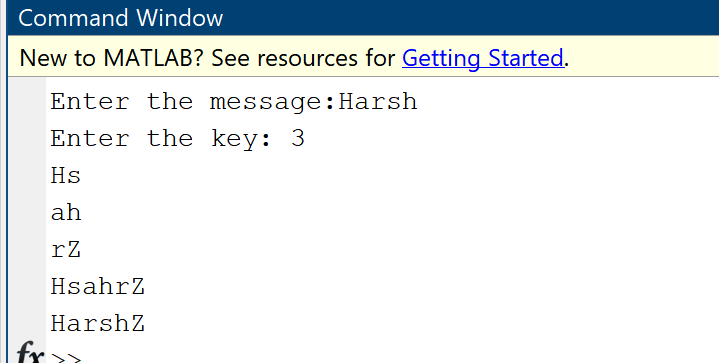 Command Window
New to MATLAB? See resources for Getting Started.
Enter the message:Harsh
Enter the key: 3
Hs
ah
rZ
HsahrZ
HarshZ
fx >>